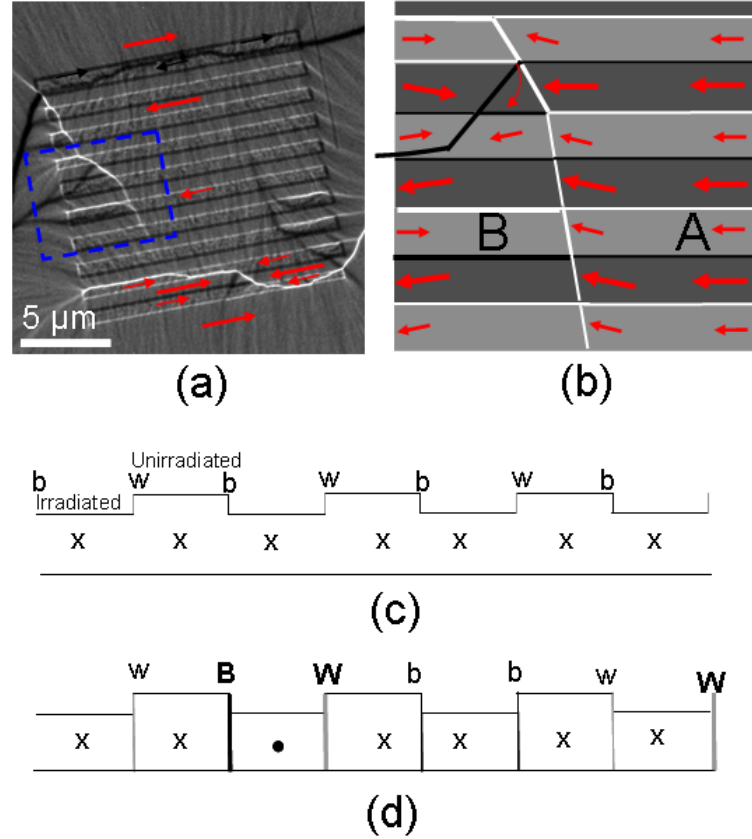 5 µm
B
A
(a)
(b)
Unirradiated
b w b w b w b
Irradiated
x x x x x x x
(c)
w B W b b w W
x x x x x x
(d)